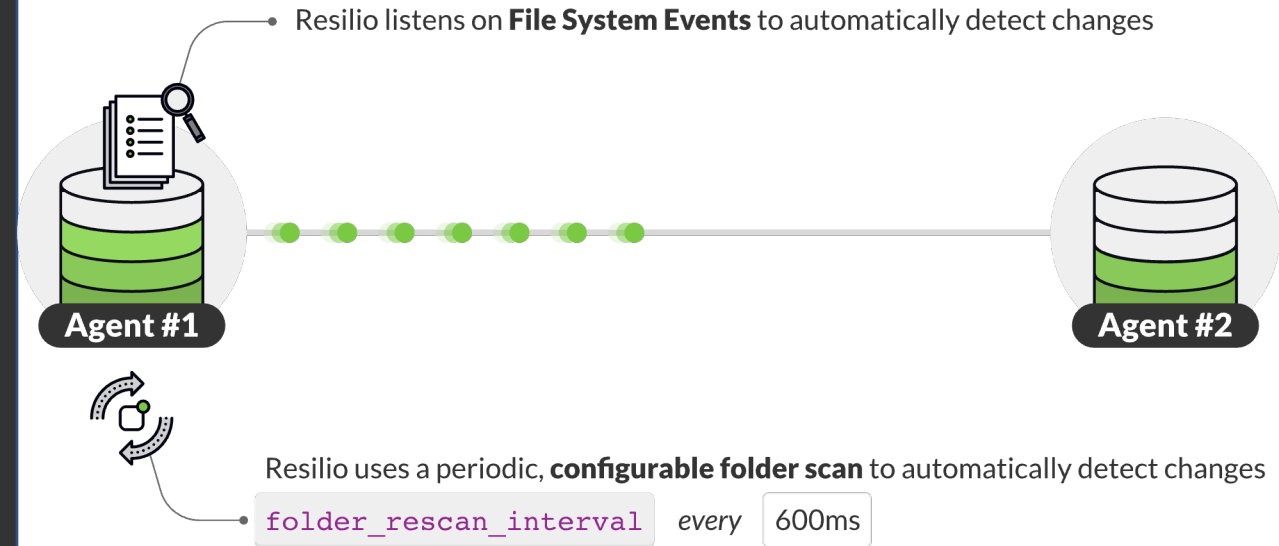 Resilio listens on File System Events to automatically detect changes
Agent #1
Agent #2
Resilio uses a periodic, configurable folder scan to automatically detect changes
folder_rescan_interval every 600ms